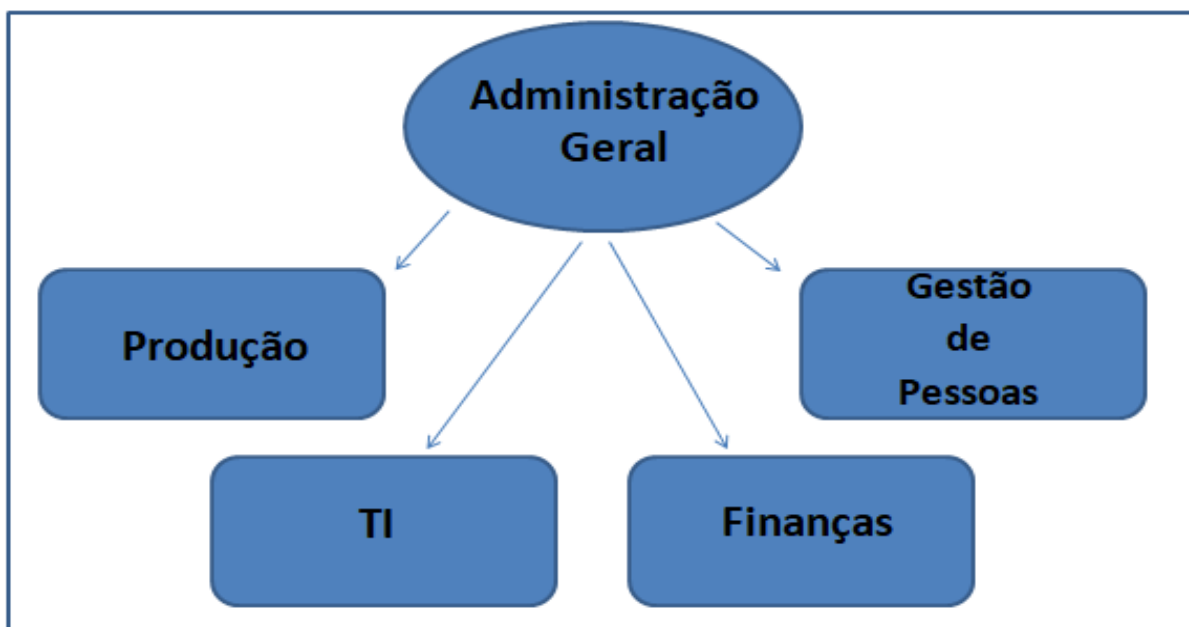 Administração
Geral
Produção
Gestão
de
Pessoas
TI
Finanças